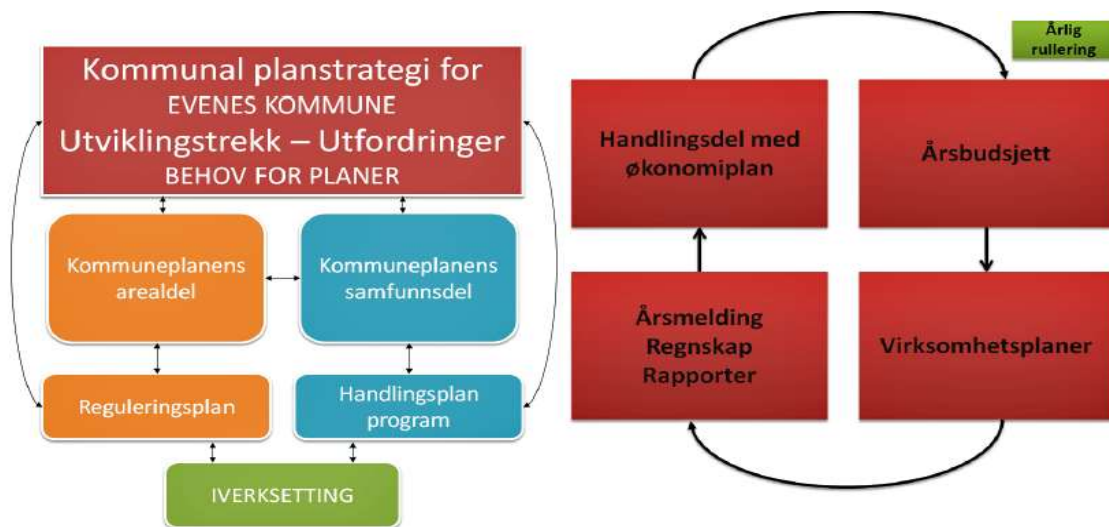 Kommunal planstrategi for
EVENES KOMMUNE
Utviklingstrekk – Utfordringer
BEHOV FOR PLANER
Kommuneplanens
arealdel
Kommuneplanens
samfunnsdel
Reguleringsplan
Handlingsplan
program
IVERKSETTING
Årlig
rullering
Handlingsdel med
økonomiplan
Årsbudsjett
Årsmelding
Regnskap
Rapporter
Virksomhetsplaner